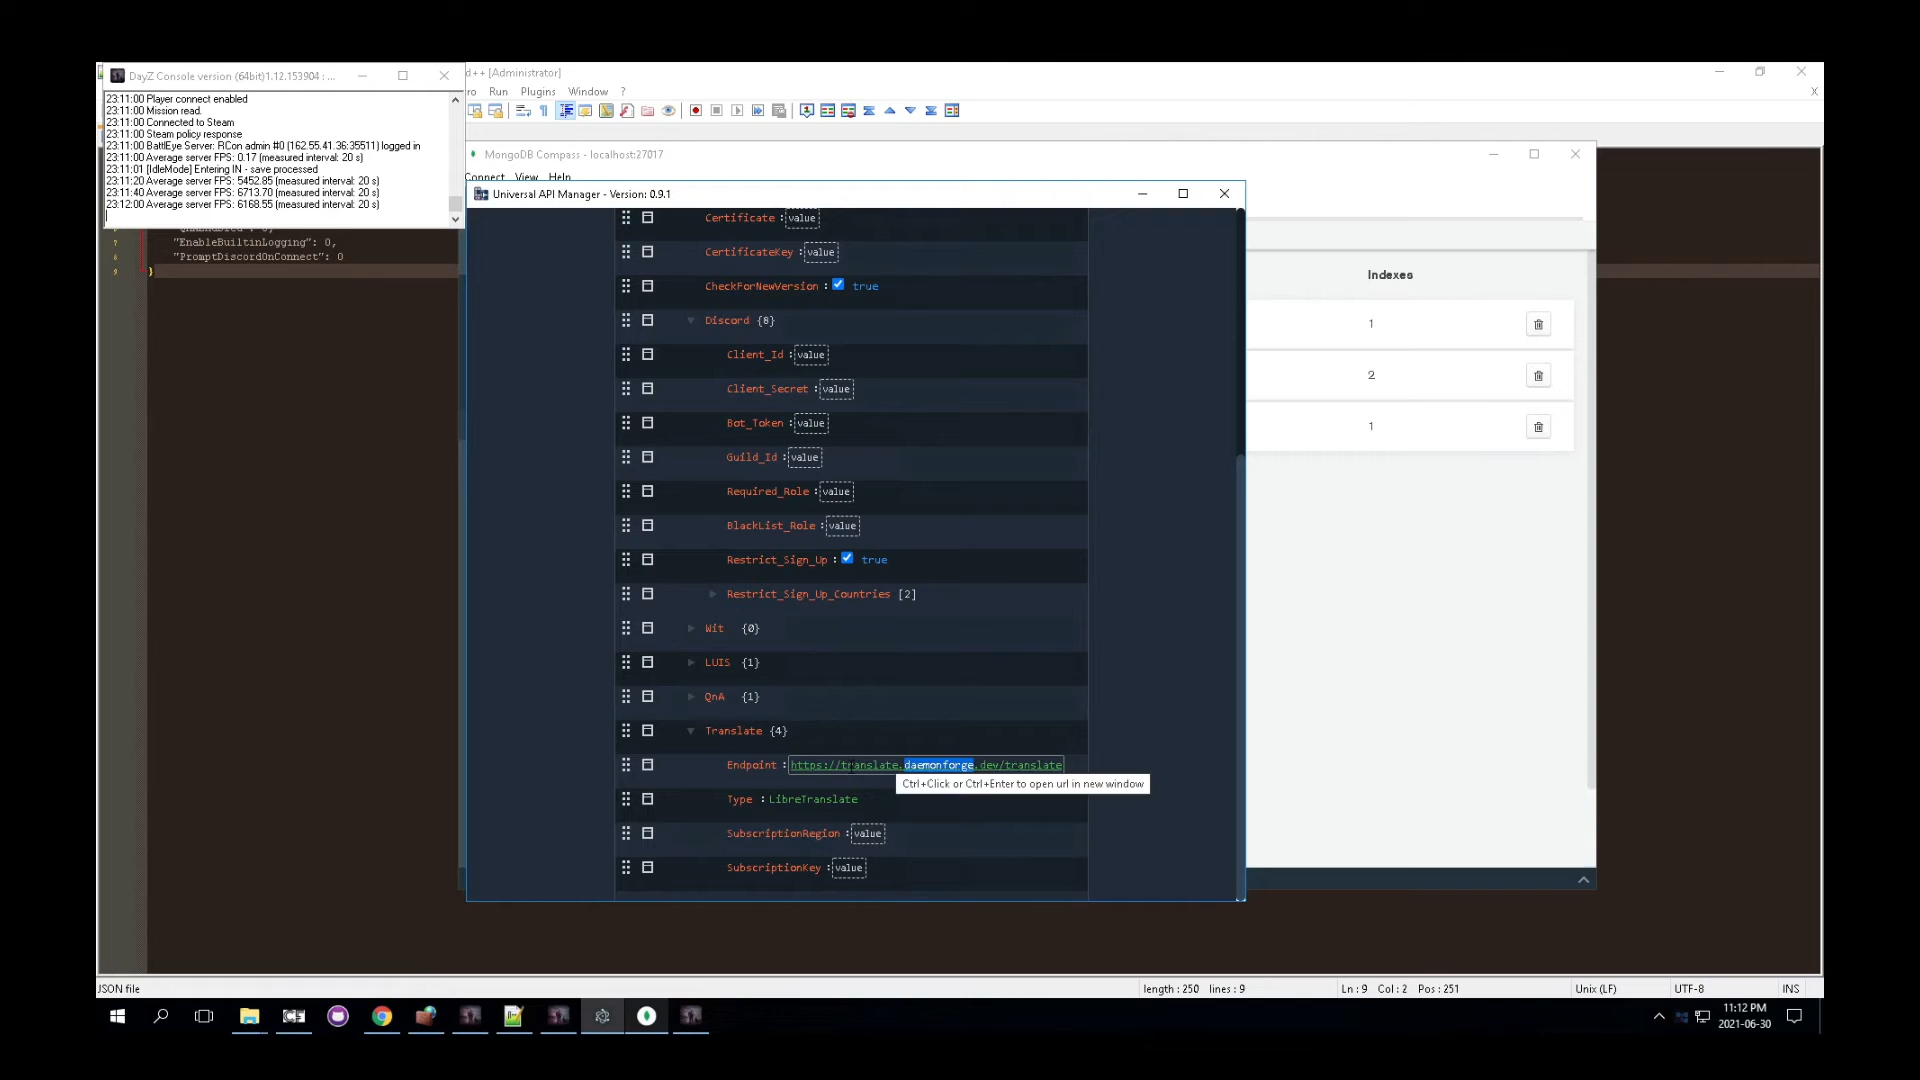 DayZ Console version (64bit)1.12.153904 : ...
23:11:00 Player connect enabled
23:11:00 Mission read.
23:11:00 Connected to Steam
23:11:00 Steam policy response
23:11:00 BattlEye Server: RCon admin #0 (162.55.41.36:35511) logged in
23:11:00 Average server FPS: 0.17 (measured interval: 20 s)
23:11:01 [IdleMode] Entering IN - save processed
23:11:20 Average server FPS: 5452.85 (measured interval: 20 s)
23:11:40 Average server FPS: 6713.70 (measured interval: 20 s)
23:12:00 Average server FPS: 6168.55 (measured interval: 20 s)
d++ [Administrator]
ro Run Plugins Window ?
X
7 "EnableBuiltinLogging": 0,
8 "PromptDiscordOnConnect": 0
9 }
MongoDB Compass - localhost:27017
Connect View Help
Indexes
1
2
1
Universal API Manager - Version: 0.9.1
Certificate : value
CertificateKey : value
CheckForNewVersion : true
Discord {8}
Client_Id : value
Client_Secret : value
Bot_Token : value
Guild_Id : value
Required_Role : value
BlackList_Role : value
Restrict_Sign_Up : true
Restrict_Sign_Up_Countries [2]
Wit {0}
LUIS {1}
QnA {1}
Translate {4}
Endpoint : https://translate.daemonforge.dev/translate
Ctrl+Click or Ctrl+Enter to open url in new window
Type : LibreTranslate
SubscriptionRegion : value
SubscriptionKey : value
JSON file
length : 250 lines : 9
Ln : 9 Col : 2 Pos : 251
Unix (LF)
UTF-8
INS
11:12 PM
2021-06-30